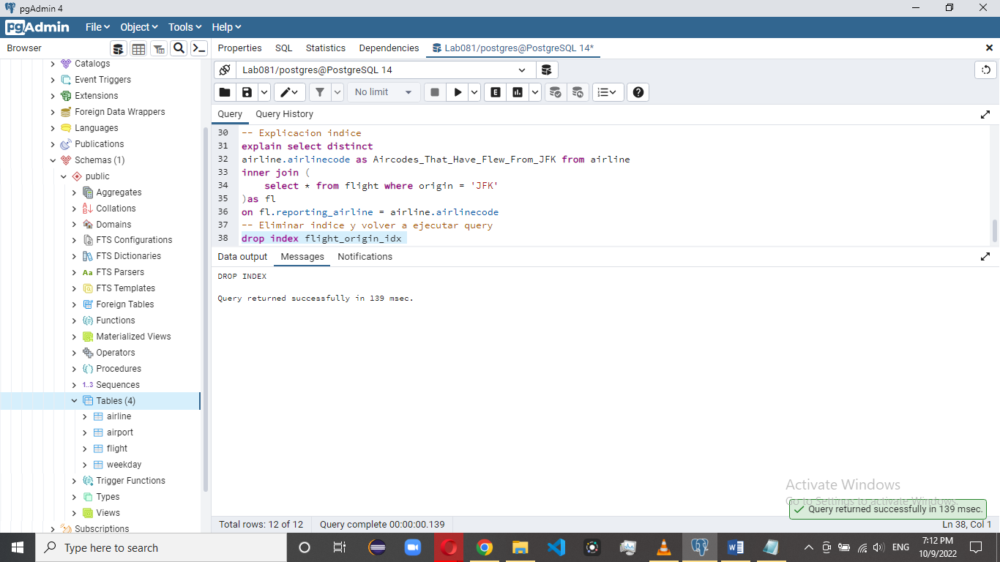 pgAdmin 4
pgAdmin File Object Tools Help
Browser
Properties SQL Statistics Dependencies Lab081/postgres@PostgreSQL 14*
Catalogs
Event Triggers
Extensions
Foreign Data Wrappers
Languages
Publications
Schemas (1)
public
Aggregates
Collations
Domains
FTS Configurations
FTS Dictionaries
Aa FTS Parsers
FTS Templates
Foreign Tables
Functions
Materialized Views
Operators
Procedures
1..3 Sequences
Tables (4)
airline
airport
flight
weekday
Trigger Functions
Types
Views
Subscriptions
Lab081/postgres@PostgreSQL 14
No limit
E
Query Query History
30 -- Explicacion indice
31 explain select distinct
32 airline.airlinecode as Aircodes_That_Have_Flew_From_JFK from airline
33 inner join (
34 select * from flight where origin = 'JFK'
35 )as fl
36 on fl.reporting_airline = airline.airlinecode
37 -- Eliminar indice y volver a ejecutar query
38 drop index flight_origin_idx
Data output Messages Notifications
DROP INDEX
Query returned successfully in 139 msec.
Activate Windows
Go to Settings to activate Windows.
Query returned successfully in 139 msec.
Total rows: 12 of 12 Query complete 00:00:00.139 Ln 38, Col 1
Type here to search
ENG
7:12 PM
10/9/2022